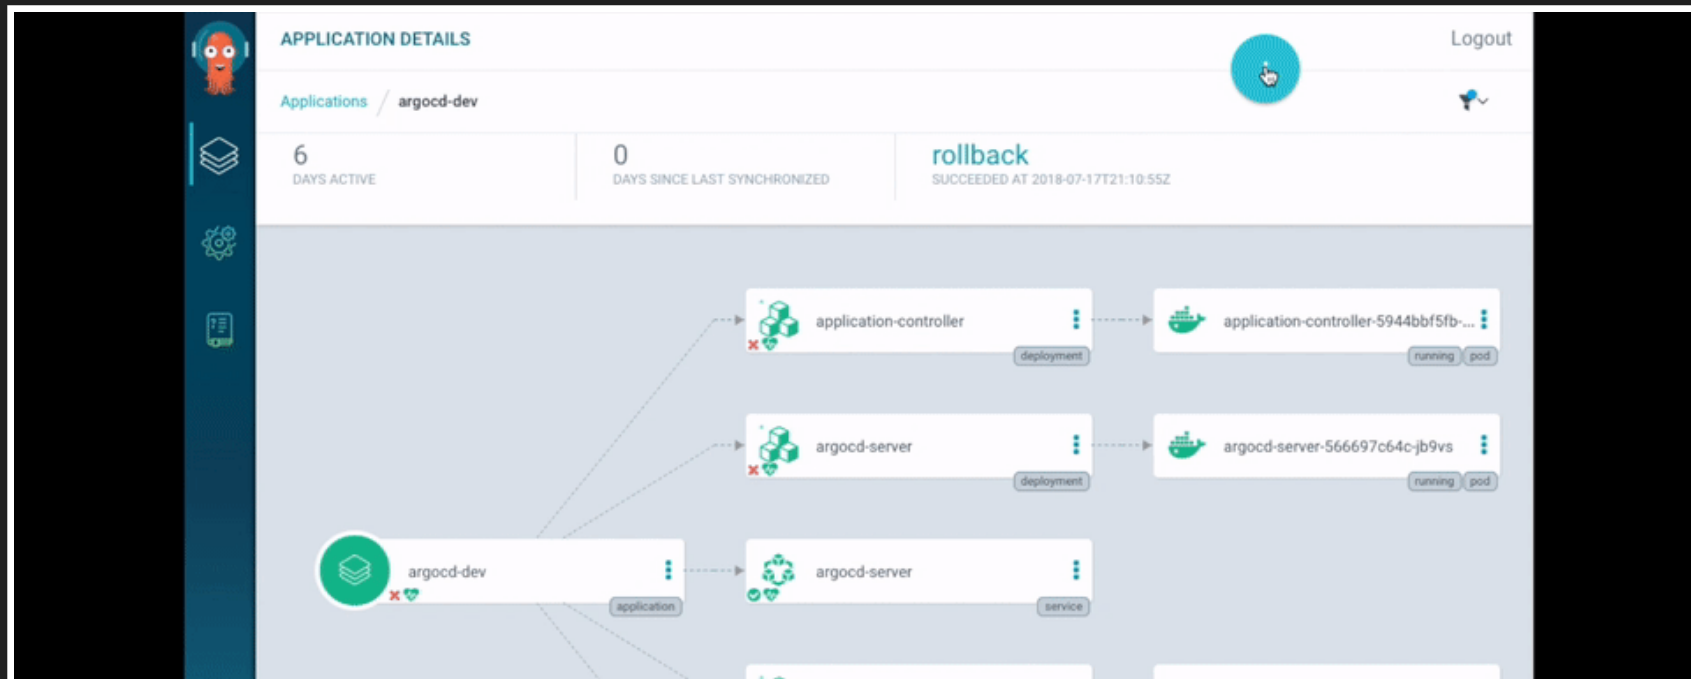 APPLICATION DETAILS
Logout
Applications / argocd-dev
6
DAYS ACTIVE
0
DAYS SINCE LAST SYNCHRONIZED
rollback
SUCCEEDED AT 2018-07-17T21:10:55Z
application-controller
deployment
application-controller-5944bbf5fb-...
running pod
argocd-server
deployment
argocd-server-566697c64c-jb9vs
running pod
argocd-dev
application
argocd-server
service